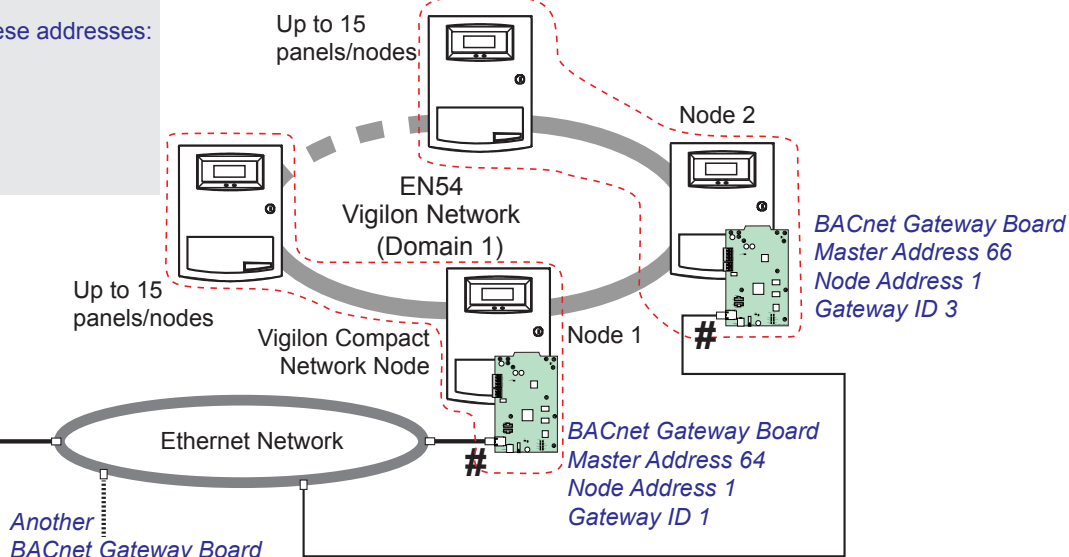 ese addresses:
Up to 15
panels/nodes
Node 2
EN54
Vigilon Network
(Domain 1)
BACnet Gateway Board
Master Address 66
Node Address 1
Gateway ID 3
#
Up to 15
panels/nodes
Vigilon Compact
Network Node
Node 1
Ethernet Network
BACnet Gateway Board
Master Address 64
Node Address 1
Gateway ID 1
#
Another
BACnet Gateway Board